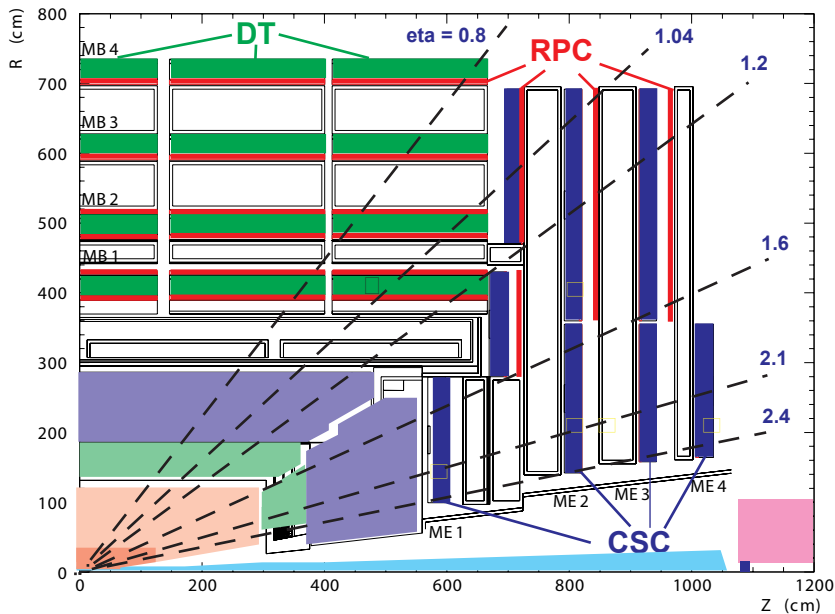 R (cm)
800
700
600
500
400
300
200
100
0
MB 4
MB 3
MB 2
MB 1
DT
eta = 0.8
1.04
1.2
RPC
1.6
2.1
2.4
ME 1
ME 2
ME 3
ME 4
CSC
0
200
400
600
800
1000
1200
Z (cm)